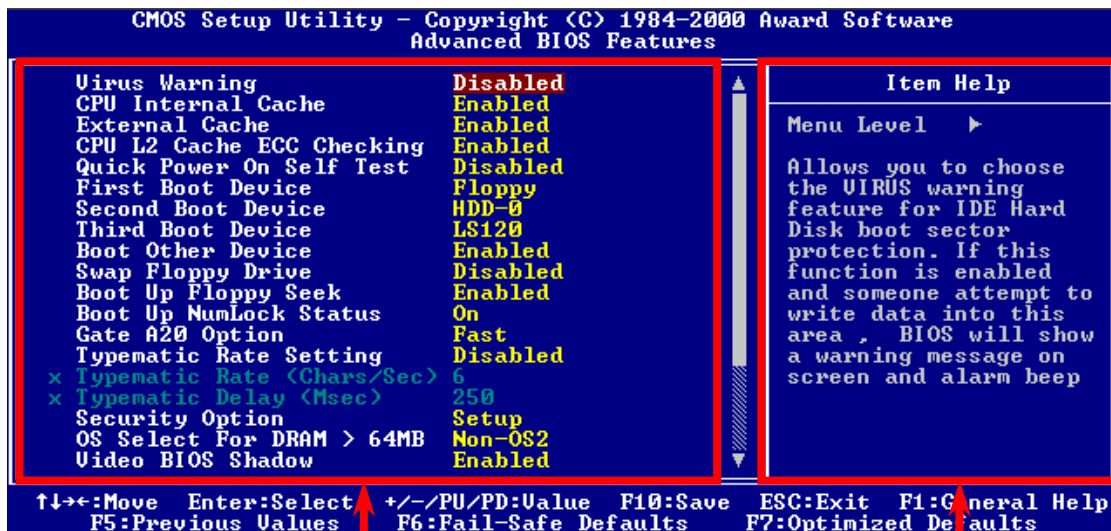 CMOS Setup Utility - Copyright (C) 1984-2000 Award Software
Advanced BIOS Features
Virus Warning Disabled
CPU Internal Cache Enabled
External Cache Enabled
CPU L2 Cache ECC Checking Enabled
Quick Power On Self Test Disabled
First Boot Device Floppy
Second Boot Device HDD-0
Third Boot Device LS120
Boot Other Device Enabled
Swap Floppy Drive Disabled
Boot Up Floppy Seek Enabled
Boot Up NumLock Status On
Gate A20 Option Fast
Typematic Rate Setting Disabled
x Typematic Rate (Chars/Sec) 6
x Typematic Delay (Msec) 250
Security Option Setup
OS Select For DRAM > 64MB Non-OS2
Video BIOS Shadow Enabled
Item Help
Menu Level ►
Allows you to choose
the VIRUS warning
feature for IDE Hard
Disk boot sector
protection. If this
function is enabled
and someone attempt to
write data into this
area , BIOS will show
a warning message on
screen and alarm beep
↑↓→←:Move Enter:Select +/-/PU/PD:Value F10:Save ESC:Exit F1:General Help
F5:Previous Values F6:Fail-Safe Defaults F7:Optimized Defaults